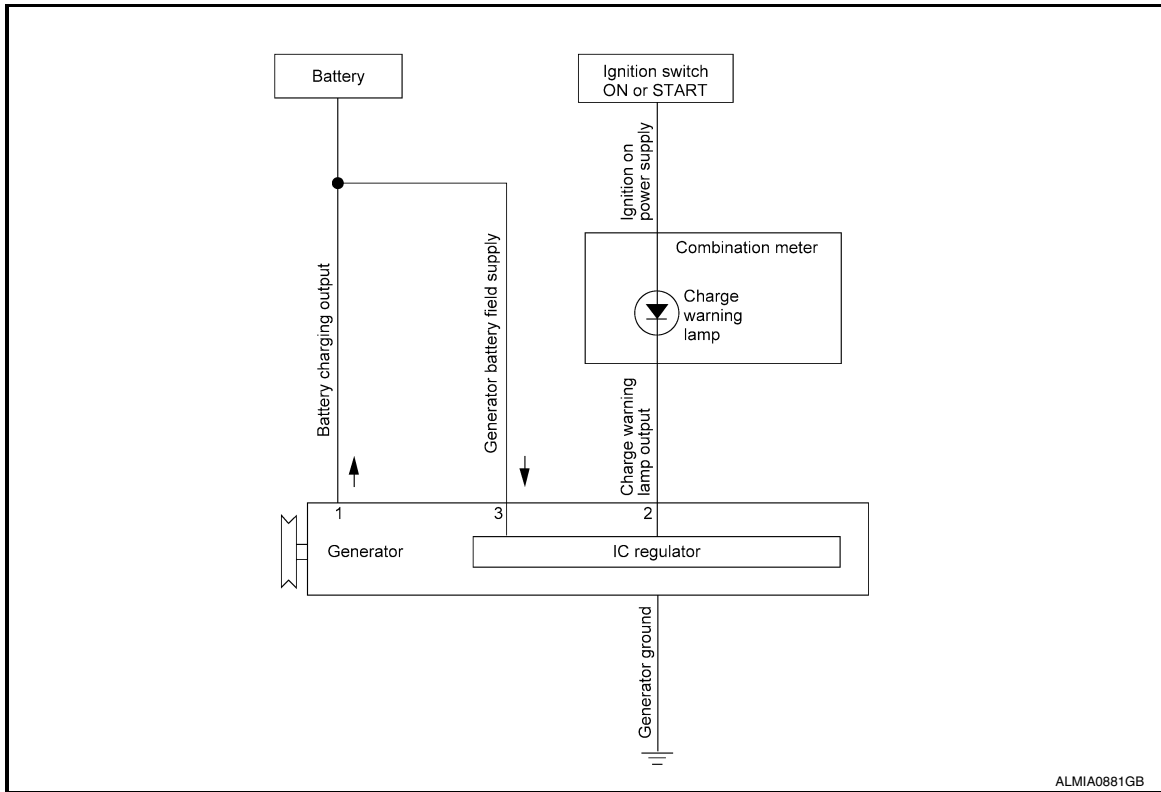 Battery
Ignition switch
ON or START
Ignition on
power supply
Combination meter
Charge
warning
lamp
Battery charging output
Generator battery field supply
Charge warning
lamp output
1
3
2
Generator
IC regulator
Generator ground
ALMIA0881GB